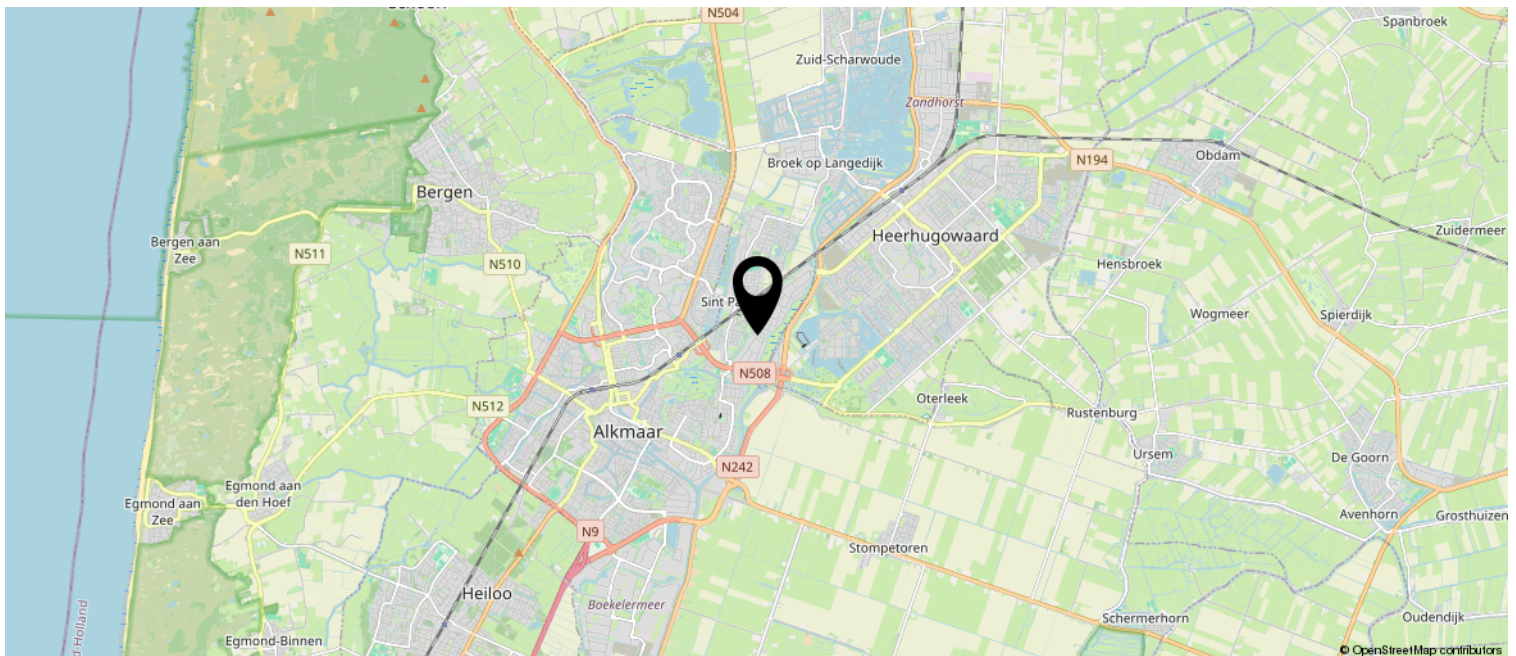 N504
Spanbroek
Zuid-Scharwoude
Zandhorst
Broek op Langedijk
N194
Obdam
Bergen
Bergen aan
Zee
N511
N510
Heerhugowaard
Zuidermeer
Hensbroek
Sint
Wogmeer
Spierdijk
N508
N512
Oterleek
Rustenburg
Alkmaar
Ursem
De Goorn
N242
Egmond aan
den Hoef
Egmond aan
Zee
Avenhorn
Grosthuizen
N9
Stompetoren
Heiloo
Boekelermeer
Schermerhorn
Oudendijk
d-Holland
Egmond-Binnen
© OpenStreetMap contributors